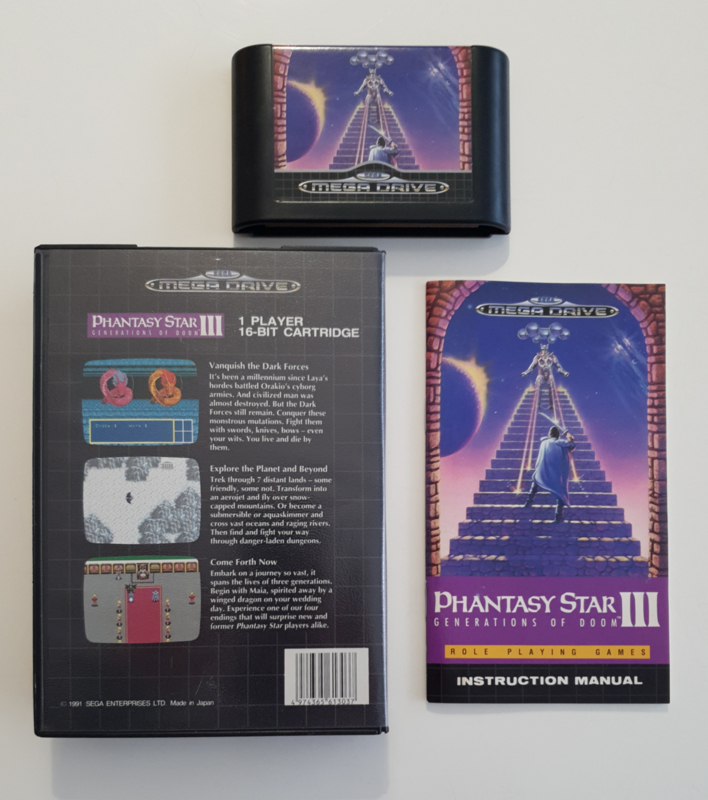 SEGA
MEGA DRIVE
SEGA
MEGA DRIVE
PHANTASY STAR III
GENERATIONS OF DOOM
1 PLAYER
16-BIT CARTRIDGE
Vanquish the Dark Forces
It's been a millennium since Laya's
hordes battled Orakio's cyborg
armies. And civilized man was
almost destroyed. But the Dark
Forces still remain. Conquer these
monstrous mutations. Fight them
with swords, knives, bows – even
your wits. You live and die by
them.
Explore the Planet and Beyond
Trek through 7 distant lands – some
friendly, some not. Transform into
an aerojet and fly over snow-
capped mountains. Or become a
submersible or aquaskimmer and
cross vast oceans and raging rivers.
Then find and fight your way
through danger-laden dungeons.
Come Forth Now
Embark on a journey so vast, it
spans the lives of three generations.
Begin with Maia, spirited away by a
winged dragon on your wedding
day. Experience one of our four
endings that will surprise new and
former Phantasy Star players alike.
© 1991 SEGA ENTERPRISES LTD. Made in Japan
4 974365 613037
SEGA
MEGA DRIVE
PHANTASY STAR III
GENERATIONS OF DOOM™
ROLE PLAYING GAMES
INSTRUCTION MANUAL